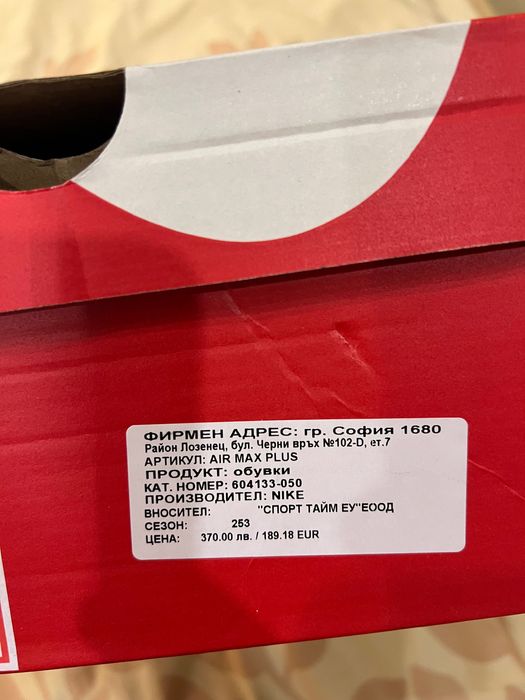 ФИРМЕН АДРЕС: гр. София 1680
Район Лозенец, бул. Черни връх №102-D, ет.7
АРТИКУЛ: AIR MAX PLUS
ПРОДУКТ: обувки
КАТ. НОМЕР: 604133-050
ПРОИЗВОДИТЕЛ: NIKE
ВНОСИТЕЛ: "СПОРТ ТАЙМ ЕУ"ЕООД
СЕЗОН: 253
ЦЕНА: 370.00 лв. / 189.18 EUR